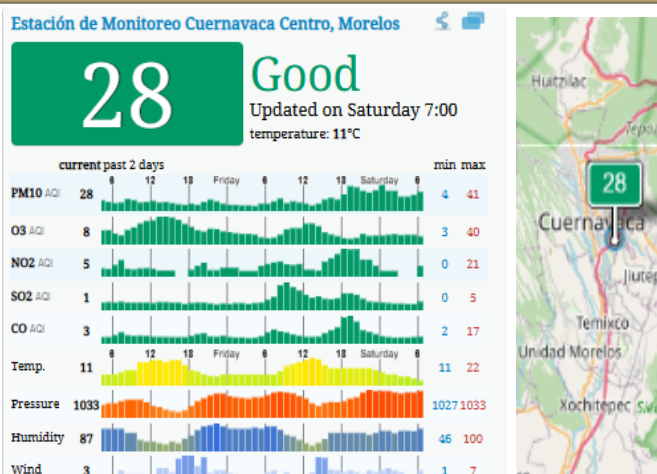 Estación de Monitoreo Cuernavaca Centro, Morelos
28
Good
Updated on Saturday 7:00
temperature: 11°C
current past 2 days min max
6 12 18 Friday 6 12 18 Saturday 6
PM10 AQI 28 4 41
O3 AQI 8 3 40
NO2 AQI 5 0 21
SO2 AQI 1 0 5
CO AQI 3 2 17
6 12 18 Friday 6 12 18 Saturday 6
Temp. 11 11 22
Pressure 1033 1027 1033
Humidity 87 46 100
Wind 3 1 7
Huitzilac
Tepoz
28
Cuernavaca
Jiutep
Temixco
Unidad Morelos
Xochitepec